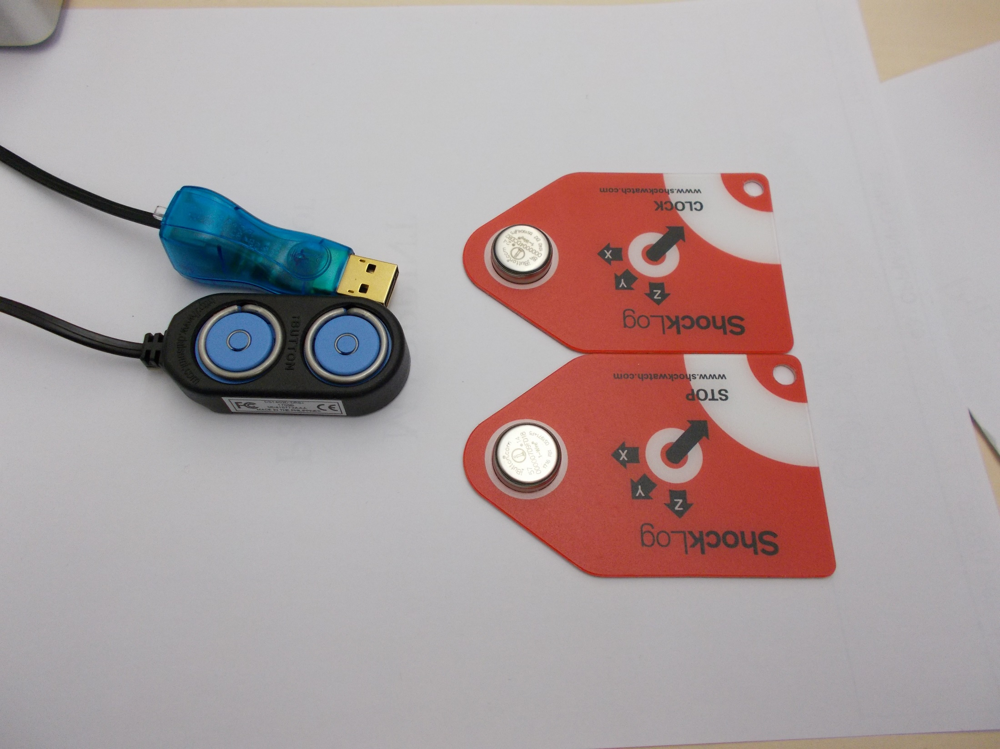 iBUTTON
FC CE
MADE IN THE PHILIPPINES
ShockLog
Z
Y
X
CLOCK
www.shockwatch.com
iButton.com
1-Wire®
ShockLog
Z
Y
X
STOP
www.shockwatch.com
iButton.com
1-Wire®